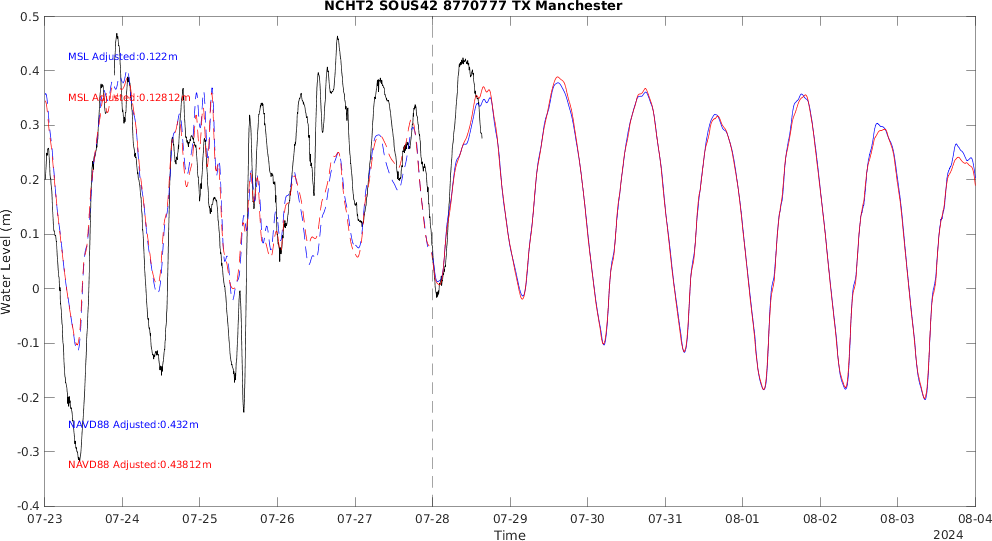 NCHT2 SOUS42 8770777 TX Manchester
0.5
MSL Adjusted:0.122m
0.4
MSL Adjusted:0.12812m
0.3
0.2
0.1
Water Level (m)
0
-0.1
-0.2
NAVD88 Adjusted:0.432m
-0.3
NAVD88 Adjusted:0.43812m
-0.4
07-23 07-24 07-25 07-26 07-27 07-28 07-29 07-30 07-31 08-01 08-02 08-03 08-04
Time
2024